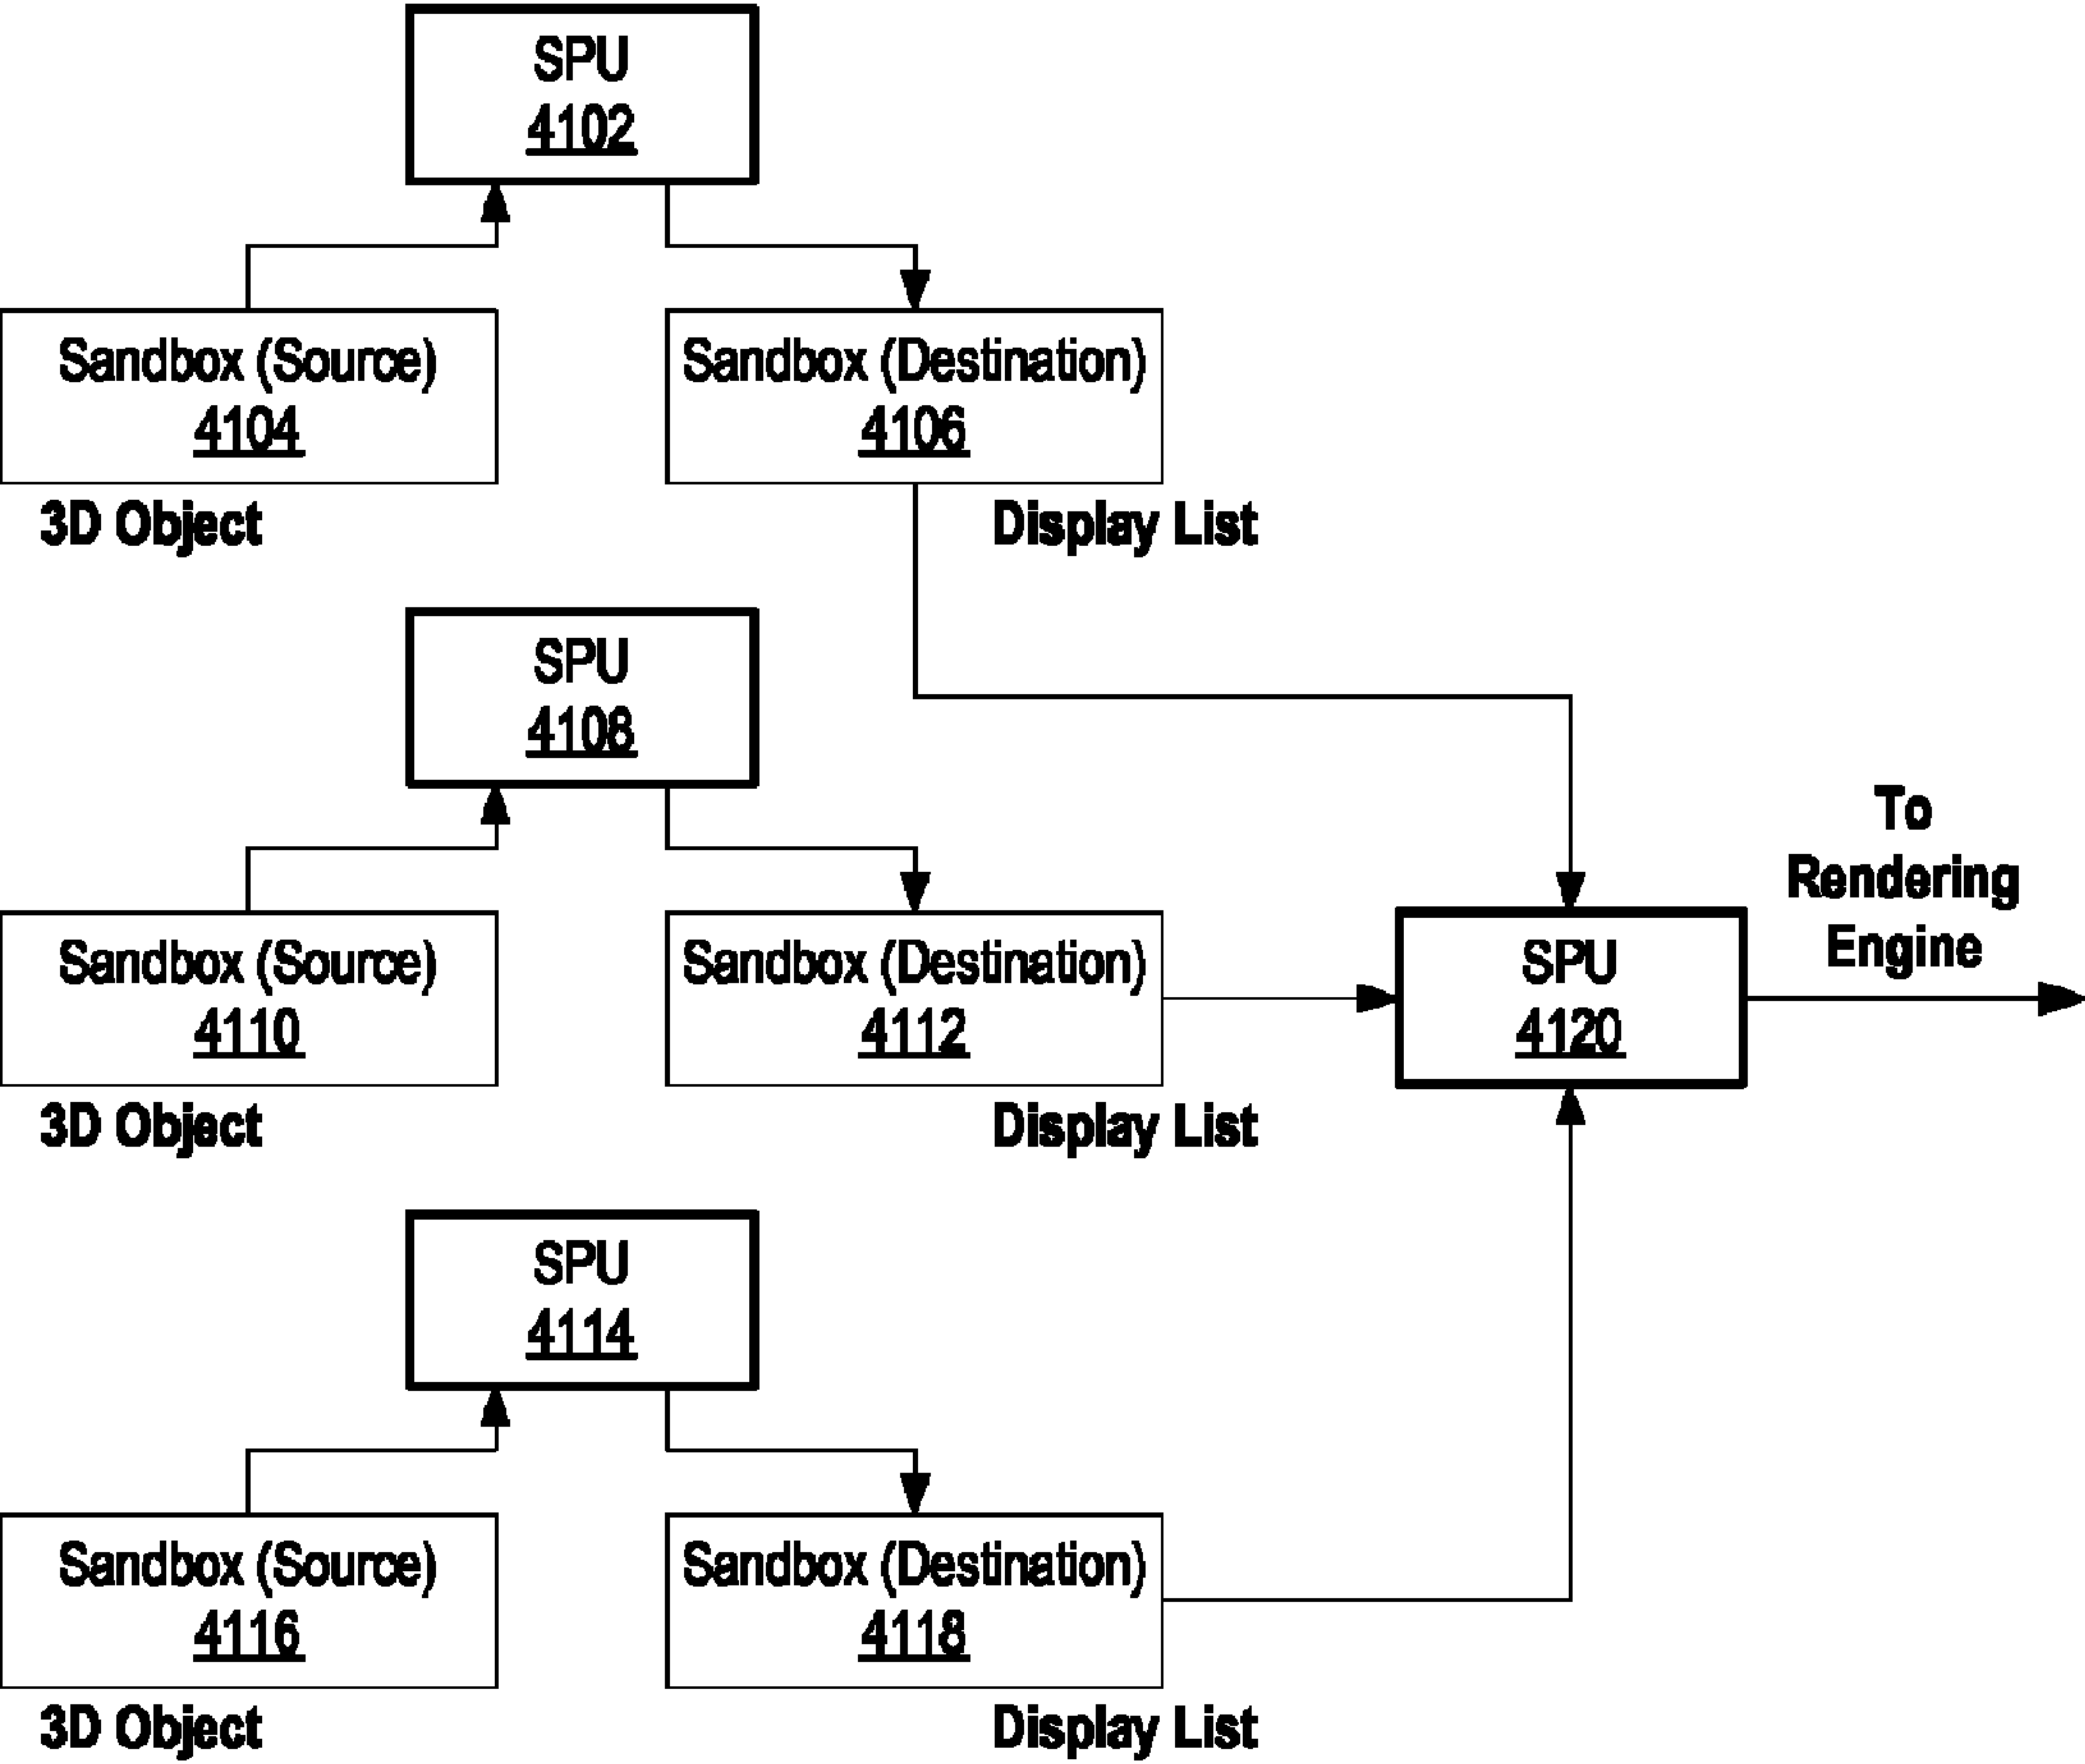 SPU
4102
Sandbox (Source)
4104
3D Object
Sandbox (Destination)
4106
Display List
SPU
4108
Sandbox (Source)
4110
3D Object
Sandbox (Destination)
4112
Display List
SPU
4114
Sandbox (Source)
4116
3D Object
Sandbox (Destination)
4118
Display List
SPU
4120
To
Rendering
Engine